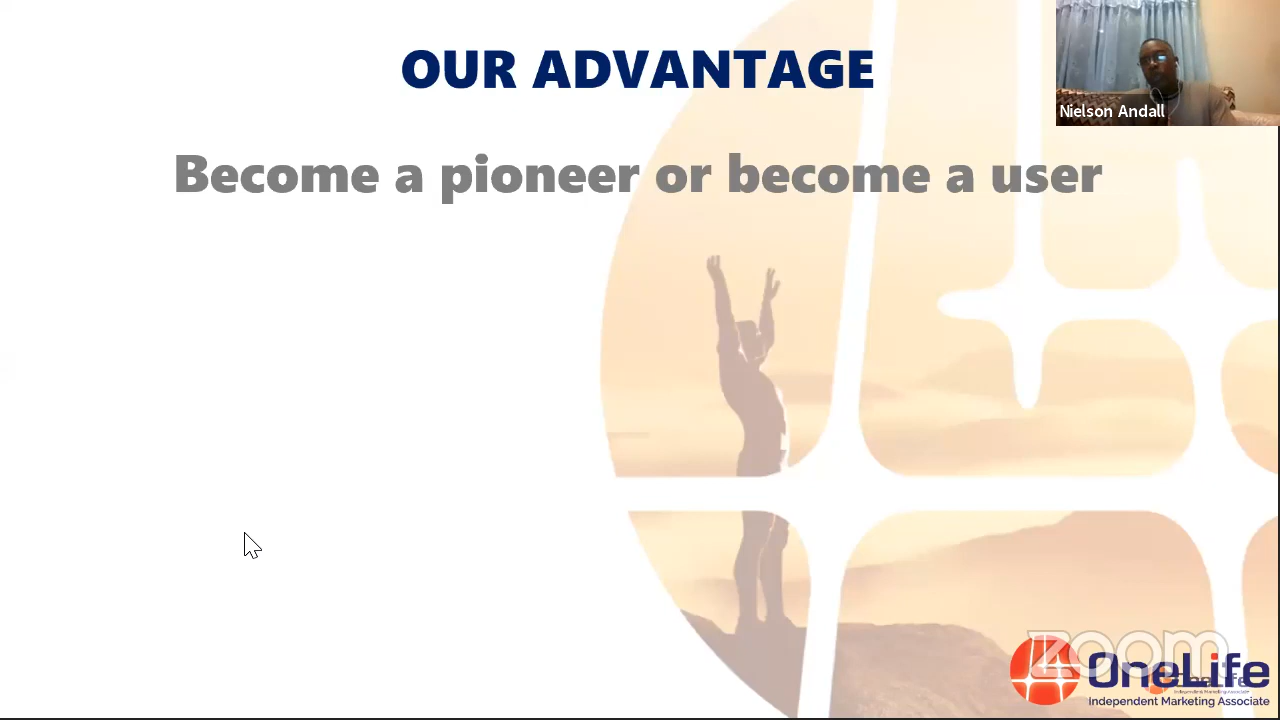 OUR ADVANTAGE
Nielson Andall
Become a pioneer or become a user
zoom
OneLife
Independent Marketing Associate